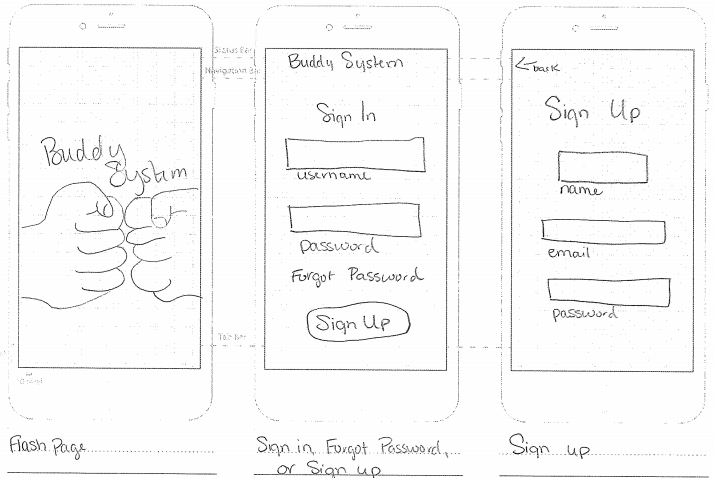 Buddy
System
Flash Page
Status Bar
Navigation Bar
Tab Bar
Buddy System
Sign In
username
password
Forgot Password
Sign Up
Sign in, Forgot Password,
or Sign up
back
Sign Up
name
email
password
Sign up